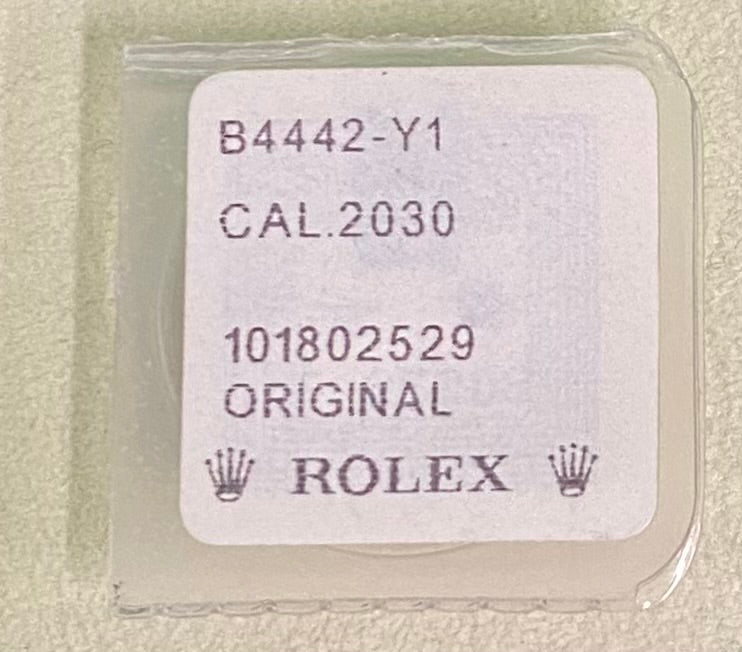 B4442-Y1
CAL.2030
101802529
ORIGINAL
ROLEX